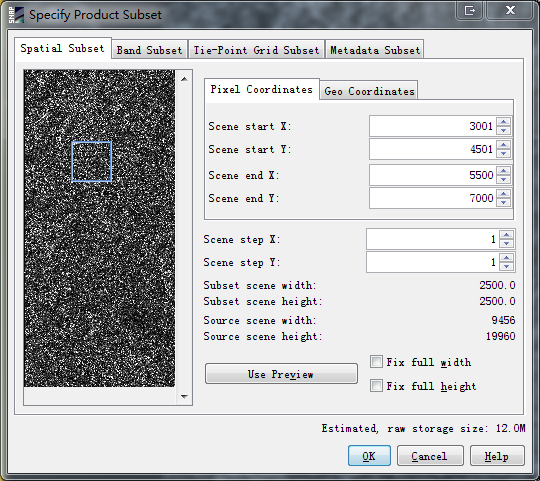 SNAP
Specify Product Subset
Spatial Subset Band Subset Tie-Point Grid Subset Metadata Subset
Pixel Coordinates Geo Coordinates
Scene start X: 3001
Scene start Y: 4501
Scene end X: 5500
Scene end Y: 7000
Scene step X: 1
Scene step Y: 1
Subset scene width: 2500.0
Subset scene height: 2500.0
Source scene width: 9456
Source scene height: 19960
Use Preview
Fix full width
Fix full height
Estimated, raw storage size: 12.0M
OK Cancel Help